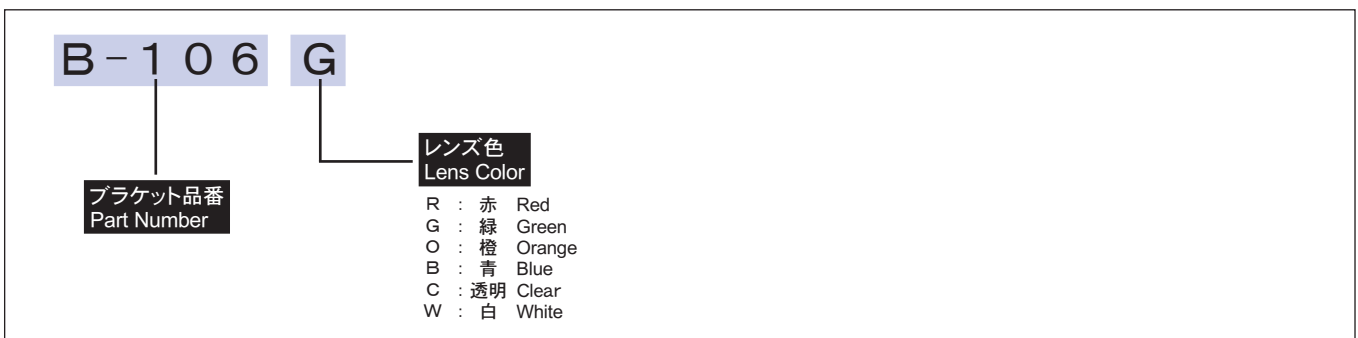 B-106 G
レンズ色
Lens Color
ブラケット品番
Part Number
R : 赤 Red
G : 緑 Green
O : 橙 Orange
B : 青 Blue
C : 透明 Clear
W : 白 White